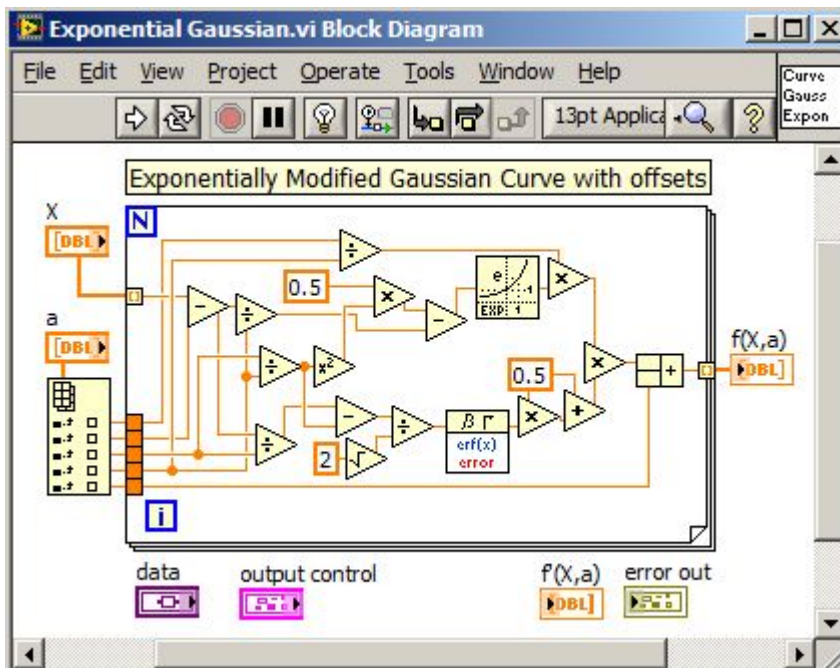 Exponential Gaussian.vi Block Diagram
File Edit View Project Operate Tools Window Help
Curve
Gauss
Expon
13pt Applica
?
Exponentially Modified Gaussian Curve with offsets
X
[DBL]
N
÷
0.5
×
e
EXP 1
×
-
÷
-
a
[DBL]
÷
x²
0.5
×
f(X,a)
[DBL]
+
-
÷
β Γ
erf(x)
error
×
+
÷
2
√
i
data
output control
f'(X,a)
error out
DBL]